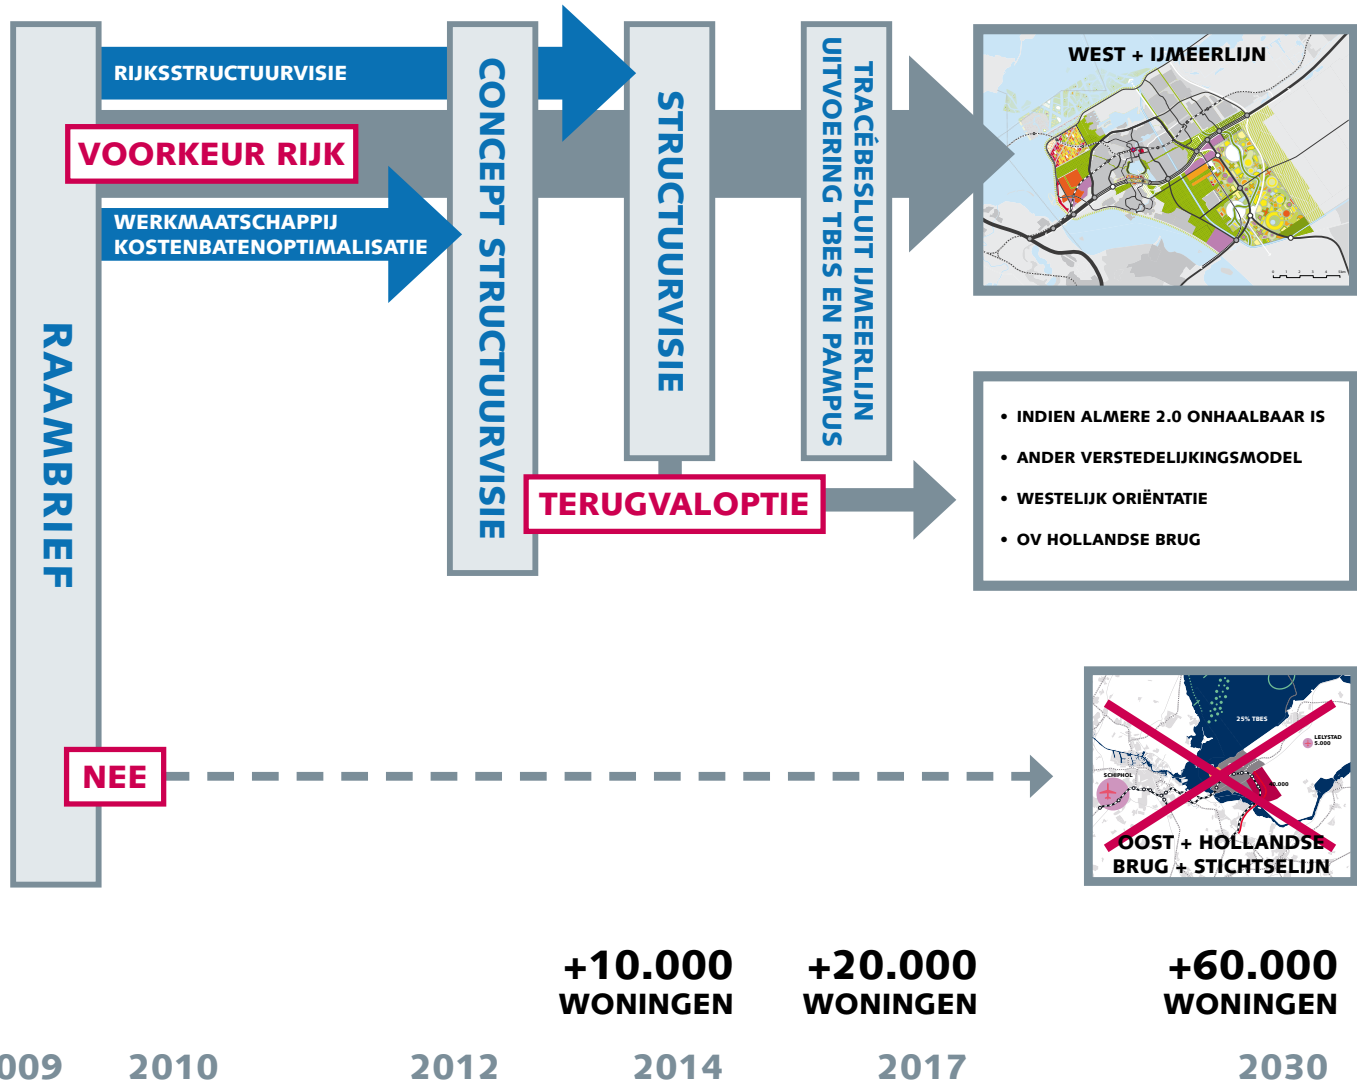 RIJKSSTRUCTUURVISIE
VOORKEUR RIJK
WERKMAATSCHAPPIJ
KOSTENBATENOPTIMALISATIE
RAAMBRIEF
CONCEPT STRUCTUURVISIE
STRUCTUURVISIE
TRACÉBESLUIT IJMEERLIJN
UITVOERING TBES EN PAMPUS
WEST + IJMEERLIJN
• INDIEN ALMERE 2.0 ONHAALBAAR IS
• ANDER VERSTEDELIJKINGSMODEL
• WESTELIJK ORIËNTATIE
• OV HOLLANDSE BRUG
TERUGVALOPTIE
NEE
25% TBES
LELYSTAD
5.000
SCHIPHOL
OOST + HOLLANDSE
BRUG + STICHTSELIJN
+10.000
WONINGEN
+20.000
WONINGEN
+60.000
WONINGEN
009 2010 2012 2014 2017 2030